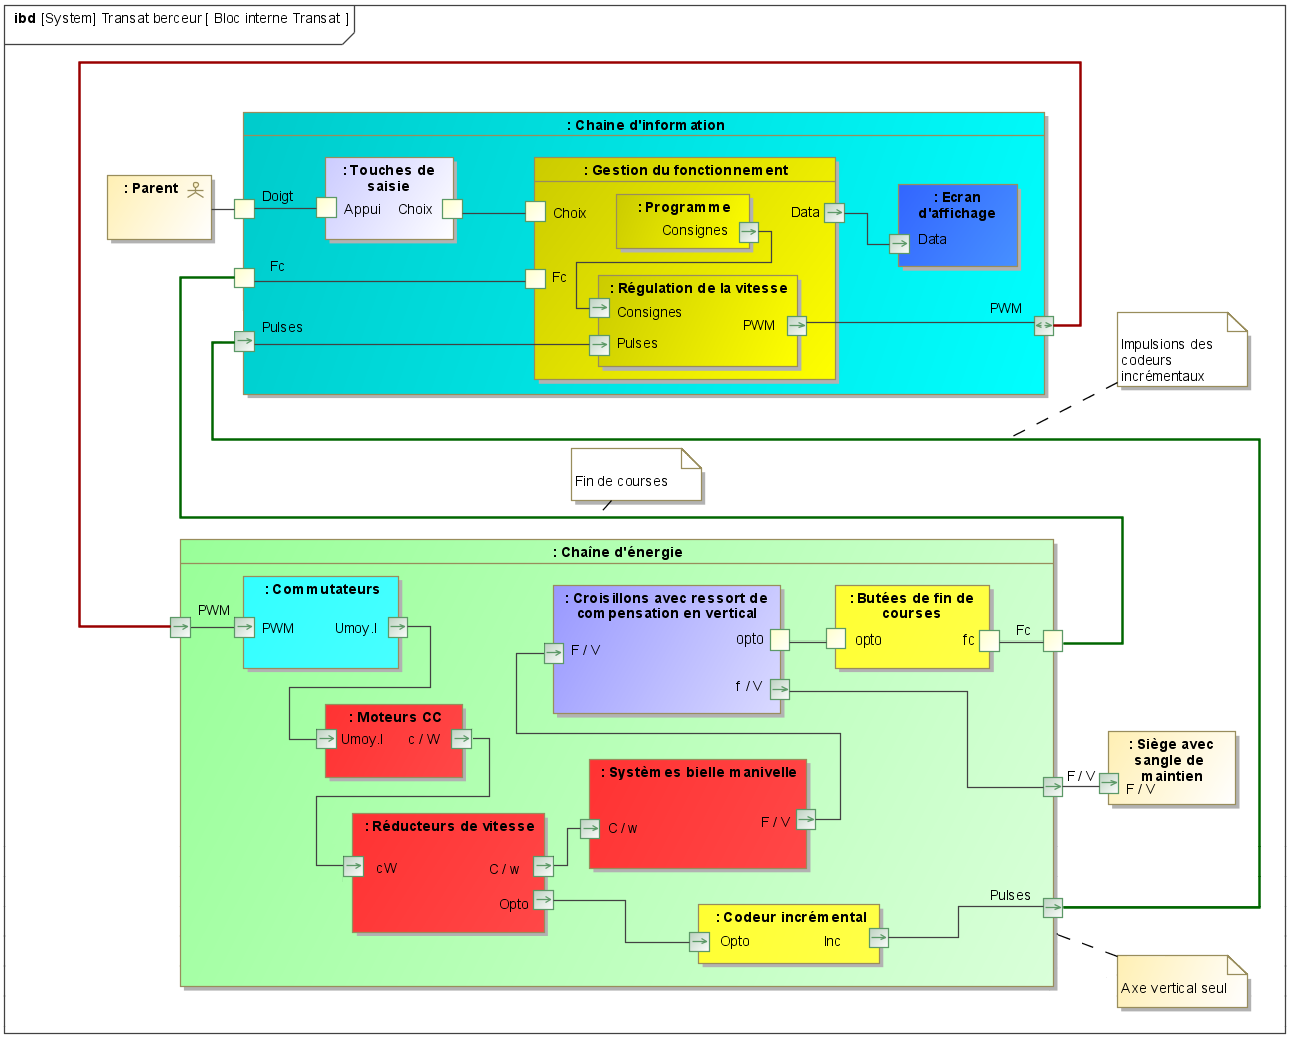 ibd [System] Transat berceur [ Bloc interne Transat ]
: Chaine d'information
: Parent
Doigt
: Touches de
saisie
Appui
Choix
: Gestion du fonctionnement
Choix
: Programme
Consignes
Data
: Ecran
d'affichage
Data
Fc
Fc
: Régulation de la vitesse
Consignes
PWM
Pulses
Pulses
PWM
Impulsions des
codeurs
incrémentaux
Fin de courses
: Chaîne d'énergie
PWM
: Commutateurs
PWM
Umoy.I
: Croisillons avec ressort de
compensation en vertical
opto
F / V
f / V
: Butées de fin de
courses
opto
fc
Fc
: Moteurs CC
Umoy.I
c / W
: Systèmes bielle manivelle
C / w
F / V
F / V
: Siège avec
sangle de
maintien
F / V
: Réducteurs de vitesse
cW
C / w
Opto
: Codeur incrémental
Opto
Inc
Pulses
Axe vertical seul